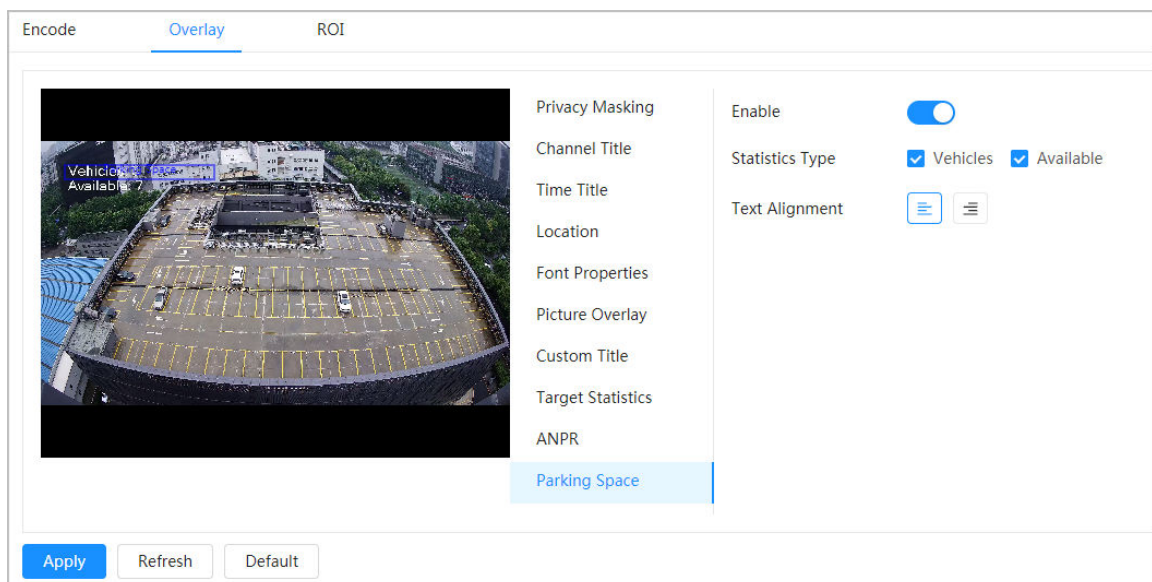 Encode Overlay ROI
Privacy Masking
Channel Title
Time Title
Location
Font Properties
Picture Overlay
Custom Title
Target Statistics
ANPR
Parking Space
Enable
Statistics Type Vehicles Available
Text Alignment
Available: 7
Apply Refresh Default